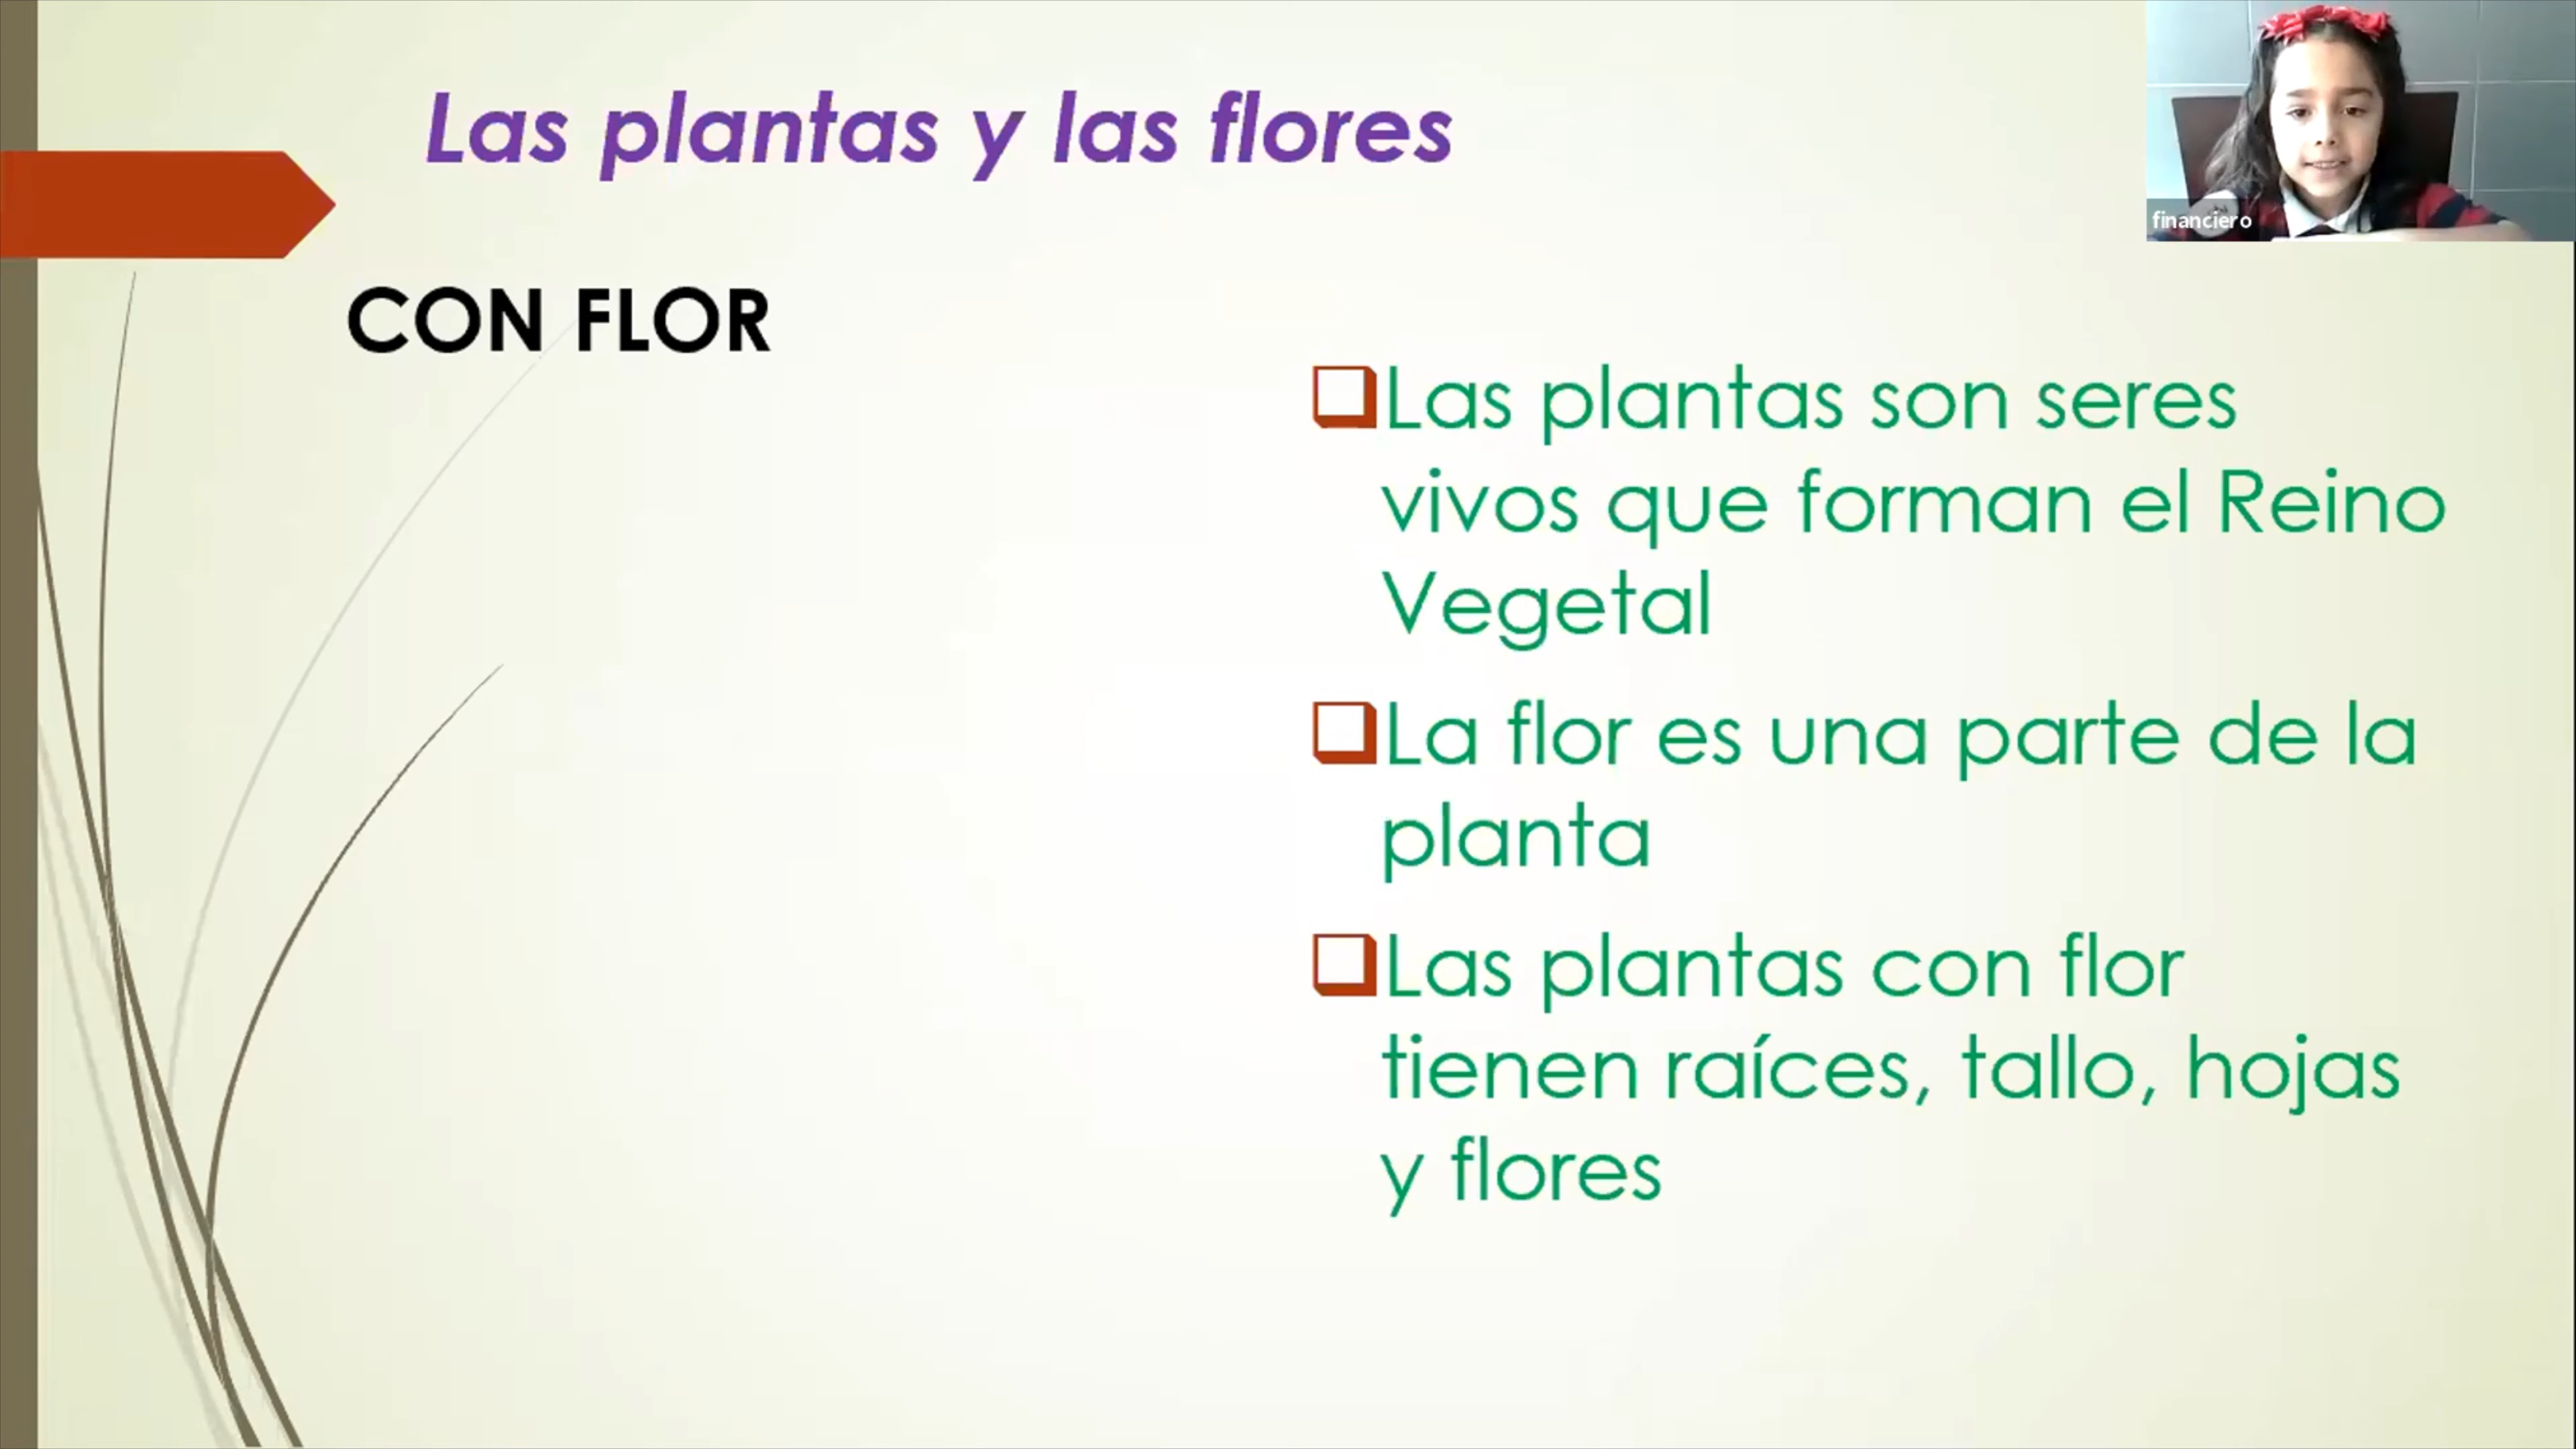 Las plantas y las flores
financiero
CON FLOR
Las plantas son seres
vivos que forman el Reino
Vegetal
La flor es una parte de la
planta
Las plantas con flor
tienen raíces, tallo, hojas
y flores